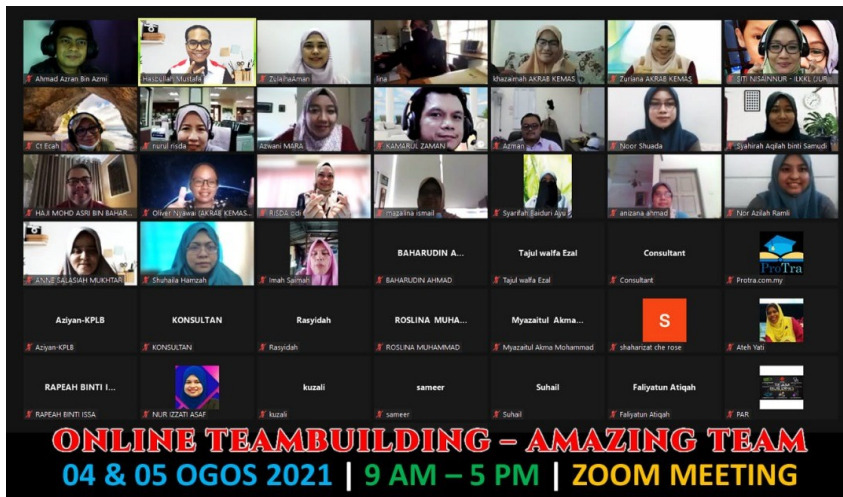 Ahmad Azran Bin Azmi
Hasbullah Mustafa
ZulaihaAiman
lina
khazaimah AKRAB KEMAS
Zuriana AKRAB KEMAS
SITI NISAINNUR - ILKKL (JUR...
Ct Ecah
nurul risda
Azwani MARA
KAMARUL ZAMAN
Azman
Noor Shuada
Syahirah Aqilah binti Samudi
HAJI MOHD ASRI BIN BAHAR...
Oliver Nyawai (AKRAB KEMAS...
RISDA odi
mazalina ismail
Syarifah Baiduri Ayu
anizana ahmad
Nor Azilah Ramli
ANNE SALASIAH MUKHTAR
Shuhaila Hamzah
Imah Saimah
BAHARUDIN A...
BAHARUDIN AHMAD
Tajul walfa Ezal
Tajul walfa Ezal
Consultant
Consultant
ProTra
Protra.com.my
Aziyan-KPLB
Aziyan-KPLB
KONSULTAN
KONSULTAN
Rasyidah
Rasyidah
ROSLINA MUHA...
ROSLINA MUHAMMAD
Myazaitul Akma...
Myazaitul Akma Mohammad
S
shaharizat che rose
Ateh Yati
RAPEAH BINTI I...
RAPEAH BINTI ISSA
NUR IZZATI ASAF
kuzali
kuzali
sameer
sameer
Suhail
Suhail
Faliyatun Atiqah
Faliyatun Atiqah
PAR
ONLINE TEAMBUILDING – AMAZING TEAM
04 & 05 OGOS 2021 | 9 AM – 5 PM | ZOOM MEETING